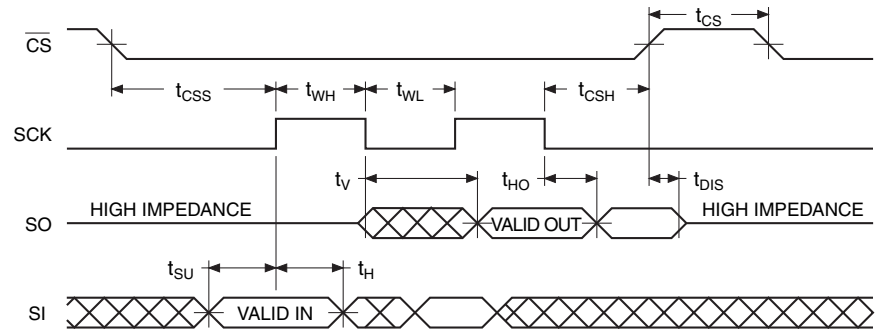 CS
t_CS
t_CSS
t_WH
t_WL
t_CSH
SCK
t_V
t_HO
t_DIS
HIGH IMPEDANCE
VALID OUT
HIGH IMPEDANCE
SO
t_SU
t_H
SI
VALID IN